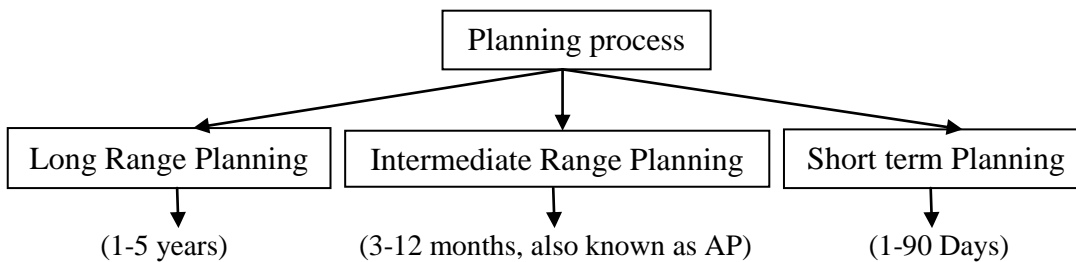 Planning process
Long Range Planning
Intermediate Range Planning
Short term Planning
(1-5 years)
(3-12 months, also known as AP)
(1-90 Days)